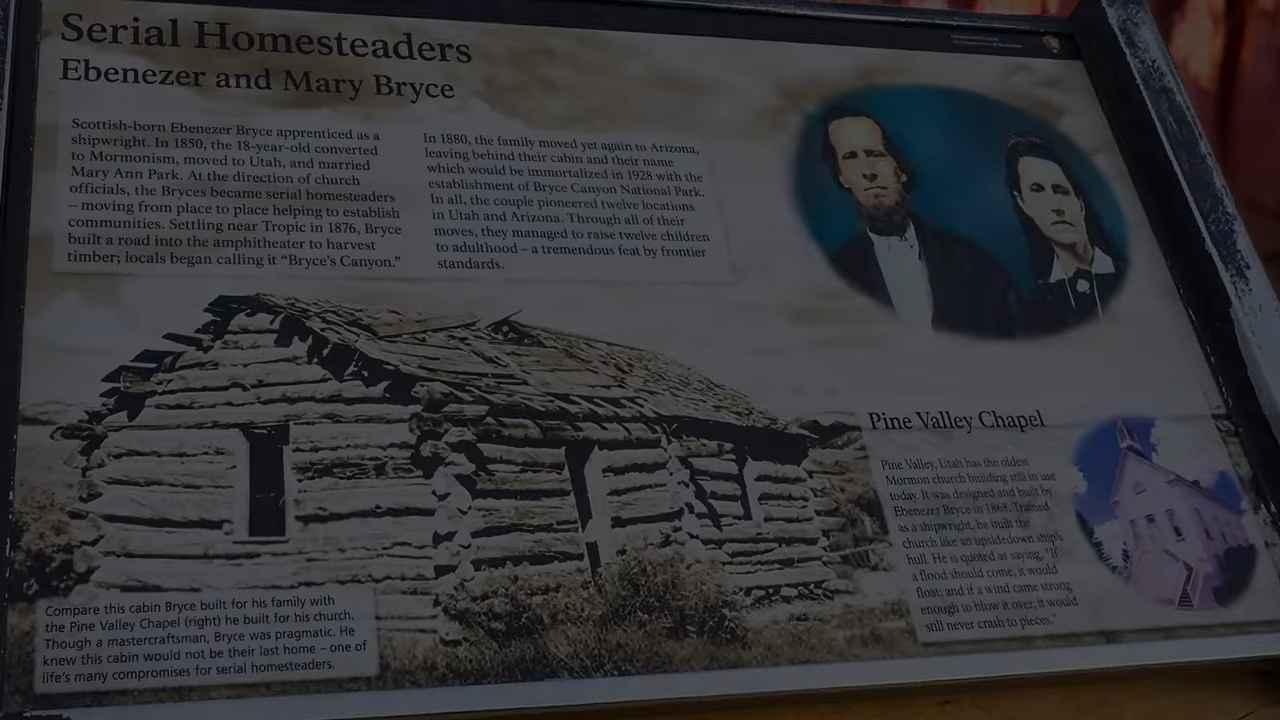 Serial Homesteaders
Ebenezer and Mary Bryce
Scottish-born Ebenezer Bryce apprenticed as a
shipwright. In 1850, the 18-year-old converted
to Mormonism, moved to Utah, and married
Mary Ann Park. At the direction of church
officials, the Bryces became serial homesteaders
– moving from place to place helping to establish
communities. Settling near Tropic in 1876, Bryce
built a road into the amphitheater to harvest
timber; locals began calling it “Bryce’s Canyon.”
In 1880, the family moved yet again to Arizona,
leaving behind their cabin and their name
which would be immortalized in 1928 with the
establishment of Bryce Canyon National Park.
In all, the couple pioneered twelve locations
in Utah and Arizona. Through all of their
moves, they managed to raise twelve children
to adulthood – a tremendous feat by frontier
standards.
Pine Valley Chapel
Pine Valley, Utah has the oldest
Mormon church building still in use
today. It was designed and built by
Ebenezer Bryce in 1868. Trained
as a shipwright, he built the
church like an upsidedown ship's
hull. He is quoted as saying, "If
a flood should come, it would
float; and if a wind came strong
enough to blow it over, it would
still never crash to pieces."
Compare this cabin Bryce built for his family with
the Pine Valley Chapel (right) he built for his church.
Though a mastercraftsman, Bryce was pragmatic. He
knew this cabin would not be their last home – one of
life's many compromises for serial homesteaders.